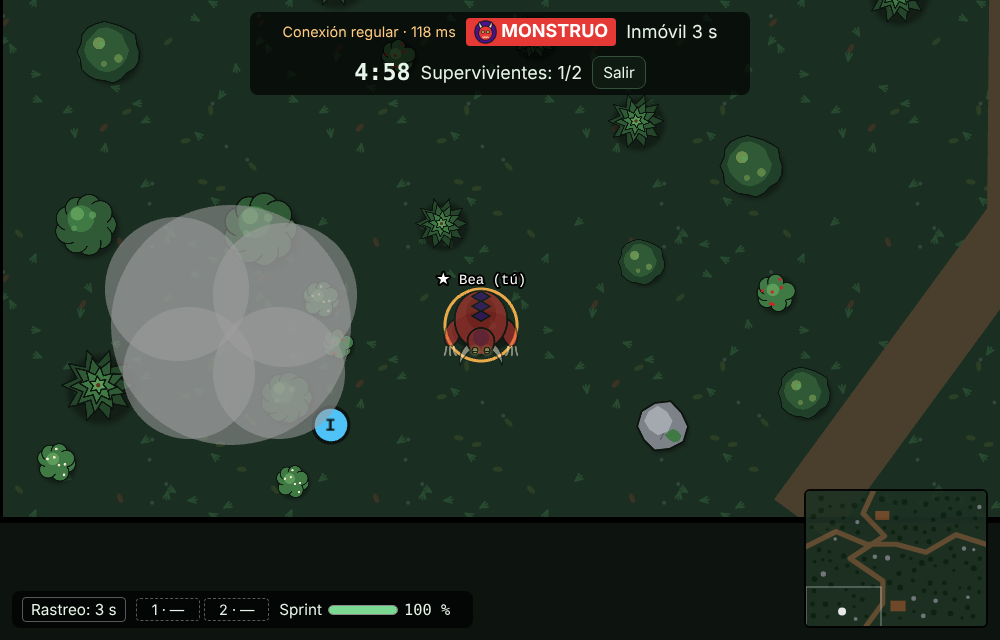 Conexión regular · 118 ms MONSTRUO Inmóvil 3 s
4:58 Supervivientes: 1/2 Salir
★ Bea (tú)
I
Rastreo: 3 s 1 · — 2 · — Sprint 100 %